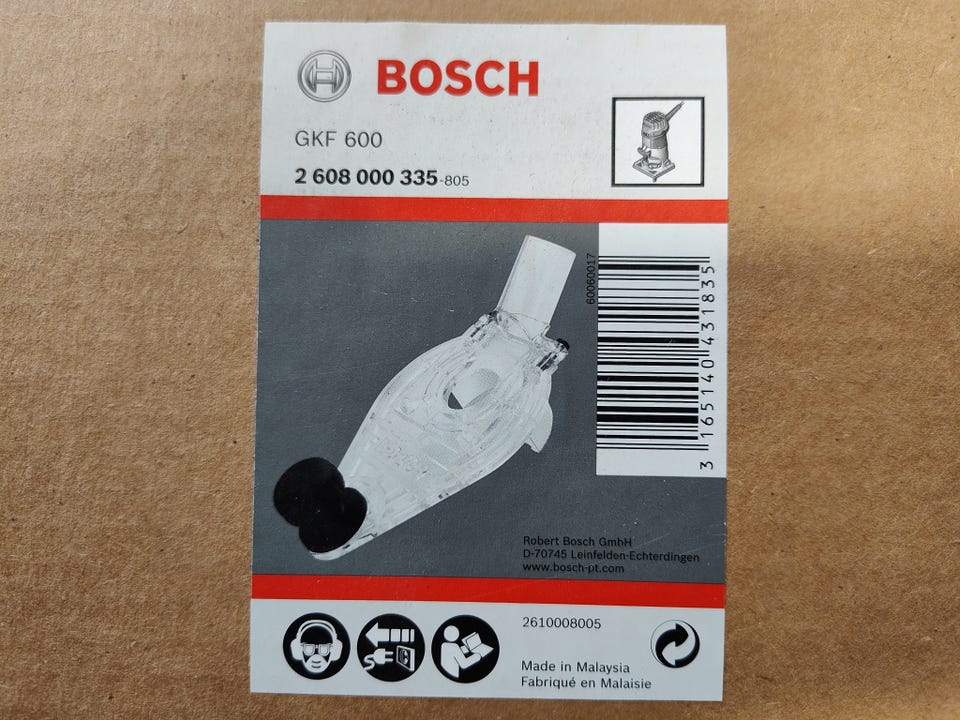 BOSCH
GKF 600
2 608 000 335-805
60060017
3 165140 431835
BOSCH
Robert Bosch GmbH
D-70745 Leinfelden-Echterdingen
www.bosch-pt.com
2610008005
Made in Malaysia
Fabriqué en Malaisie